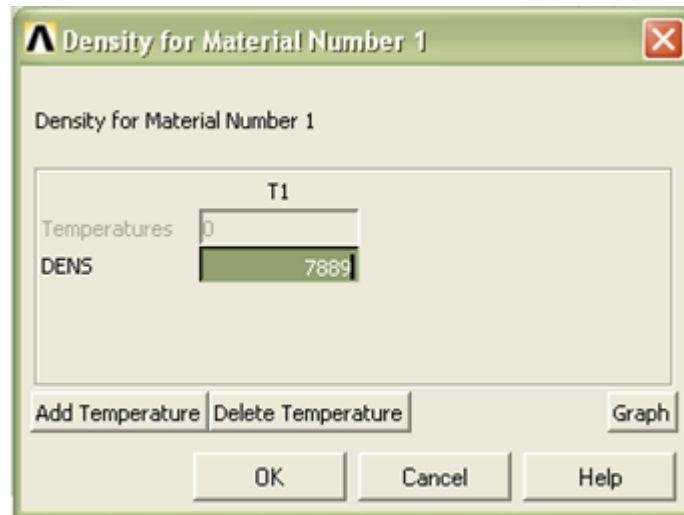 Density for Material Number 1
Density for Material Number 1
T1
Temperatures 0
DENS 7889
Add Temperature Delete Temperature Graph
OK Cancel Help